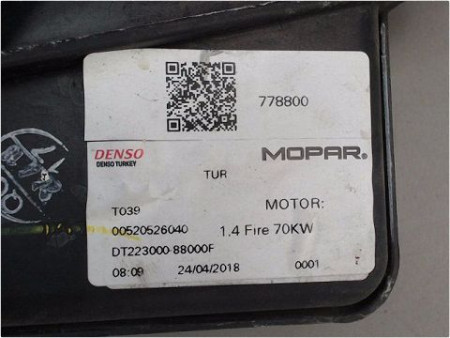 778800
DENSO
DENSO TURKEY
MOPAR®
TUR
T039
MOTOR:
00520526040
1.4 Fire 70KW
DT223000-88000F
08:09
24/04/2018
0001